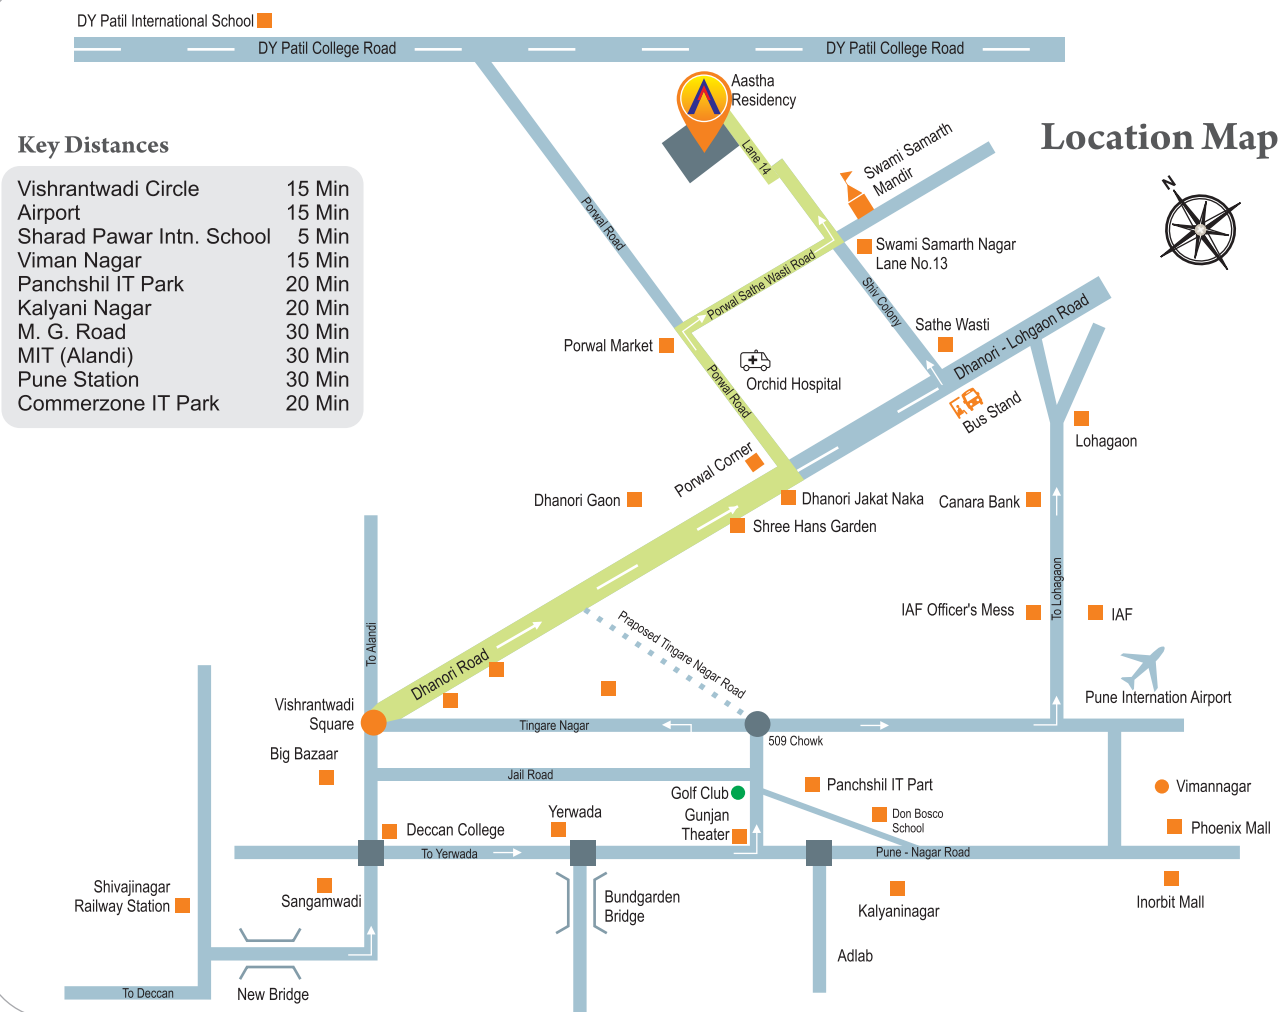 DY Patil International School
DY Patil College Road
DY Patil College Road
Aastha
Residency
Location Map
N
Key Distances
Vishrantwadi Circle 15 Min
Airport 15 Min
Sharad Pawar Intn. School 5 Min
Viman Nagar 15 Min
Panchshil IT Park 20 Min
Kalyani Nagar 20 Min
M. G. Road 30 Min
MIT (Alandi) 30 Min
Pune Station 30 Min
Commerzone IT Park 20 Min
Lane 14
Swami Samarth
Mandir
Porwal Road
Swami Samarth Nagar
Lane No.13
Porwal Sathe Wasti Road
Shiv Colony
Sathe Wasti
Dhanori - Lohgaon Road
Porwal Market
Orchid Hospital
Porwal Road
Bus Stand
Lohagaon
Porwal Corner
Dhanori Gaon
Dhanori Jakat Naka
Canara Bank
Shree Hans Garden
To Lohagaon
IAF Officer's Mess
IAF
Praposed Tingare Nagar Road
To Alandi
Dhanori Road
Pune Internation Airport
Vishrantwadi
Square
Tingare Nagar
509 Chowk
Big Bazaar
Jail Road
Golf Club
Panchshil IT Part
Vimannagar
Gunjan
Theater
Don Bosco
School
Phoenix Mall
Yerwada
Deccan College
To Yerwada
Pune - Nagar Road
Shivajinagar
Railway Station
Sangamwadi
Bundgarden
Bridge
Kalyaninagar
Inorbit Mall
Adlab
To Deccan
New Bridge